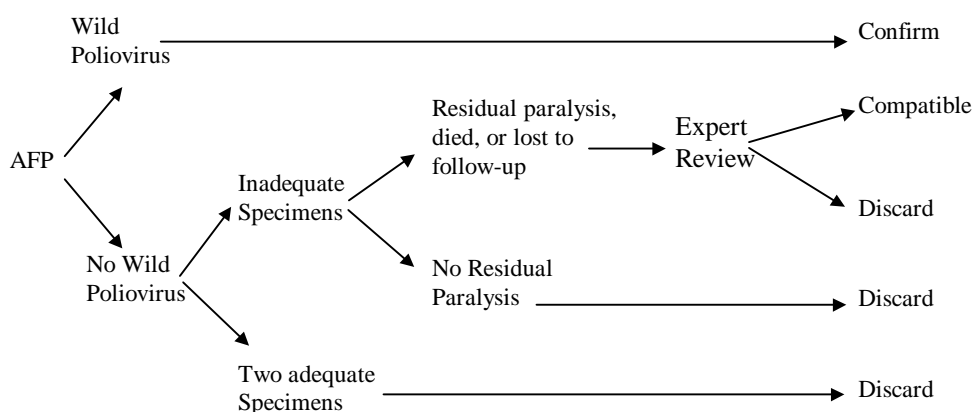 Wild
Poliovirus
Confirm
AFP
Residual paralysis,
died, or lost to
follow-up
Expert
Review
Compatible
Discard
Inadequate
Specimens
No Wild
Poliovirus
No Residual
Paralysis
Discard
Two adequate
Specimens
Discard